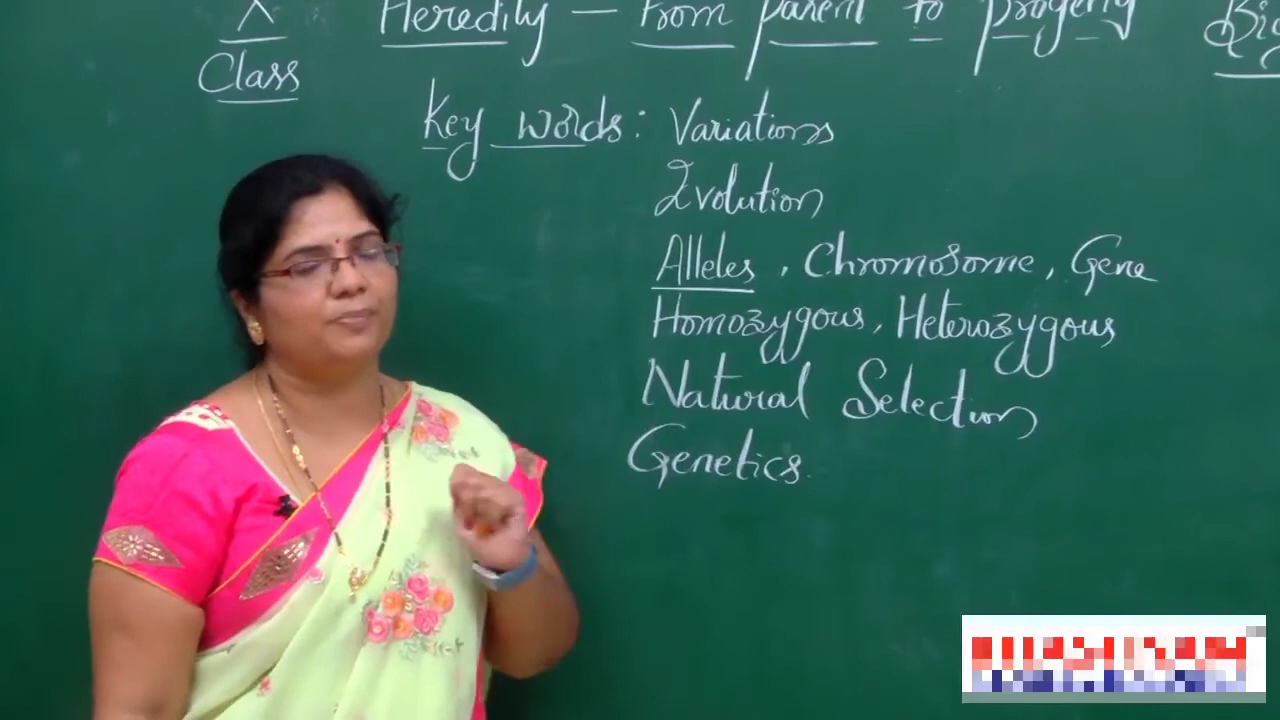 X Heredity - from parent to progeny
Class
Key words: Variations
Evolution
Alleles, Chromosome, Gene
Homozygous, Heterozygous
Natural Selection
Genetics.